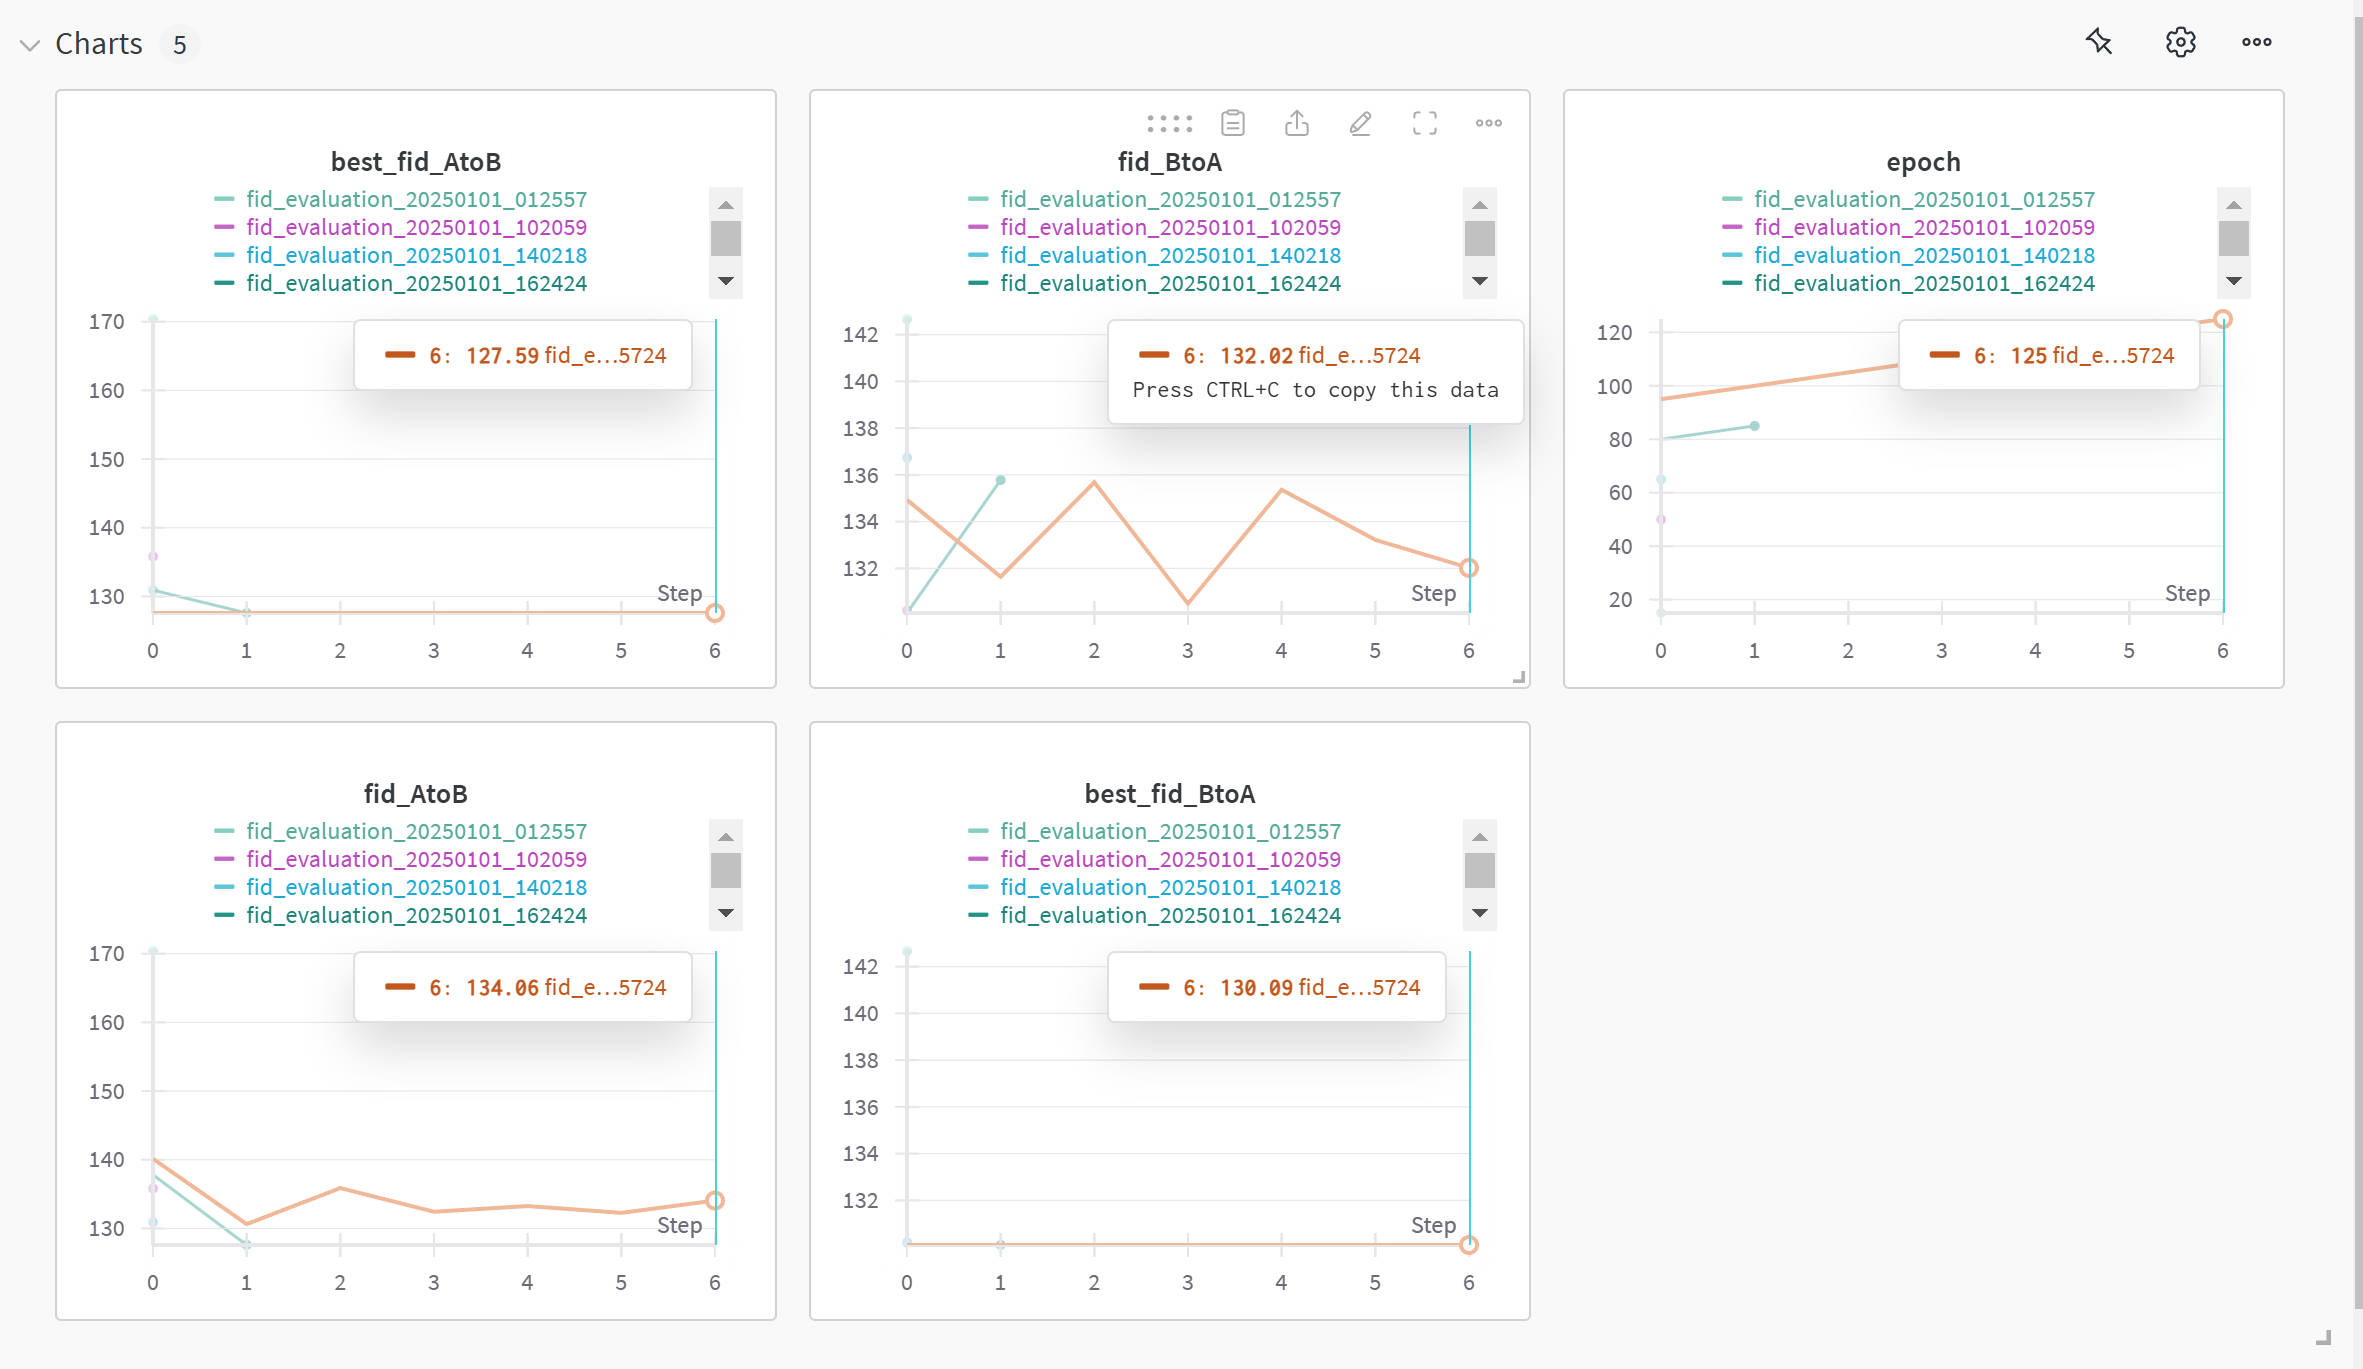 Charts 5
best_fid_AtoB
fid_evaluation_20250101_012557
fid_evaluation_20250101_102059
fid_evaluation_20250101_140218
fid_evaluation_20250101_162424
170
160
150
140
130
6: 127.59 fid_e...5724
Step
0 1 2 3 4 5 6
fid_BtoA
fid_evaluation_20250101_012557
fid_evaluation_20250101_102059
fid_evaluation_20250101_140218
fid_evaluation_20250101_162424
142
140
138
136
134
132
6: 132.02 fid_e...5724
Press CTRL+C to copy this data
Step
0 1 2 3 4 5 6
epoch
fid_evaluation_20250101_012557
fid_evaluation_20250101_102059
fid_evaluation_20250101_140218
fid_evaluation_20250101_162424
120
100
80
60
40
20
6: 125 fid_e...5724
Step
0 1 2 3 4 5 6
fid_AtoB
fid_evaluation_20250101_012557
fid_evaluation_20250101_102059
fid_evaluation_20250101_140218
fid_evaluation_20250101_162424
170
160
150
140
130
6: 134.06 fid_e...5724
Step
0 1 2 3 4 5 6
best_fid_BtoA
fid_evaluation_20250101_012557
fid_evaluation_20250101_102059
fid_evaluation_20250101_140218
fid_evaluation_20250101_162424
142
140
138
136
134
132
6: 130.09 fid_e...5724
Step
0 1 2 3 4 5 6